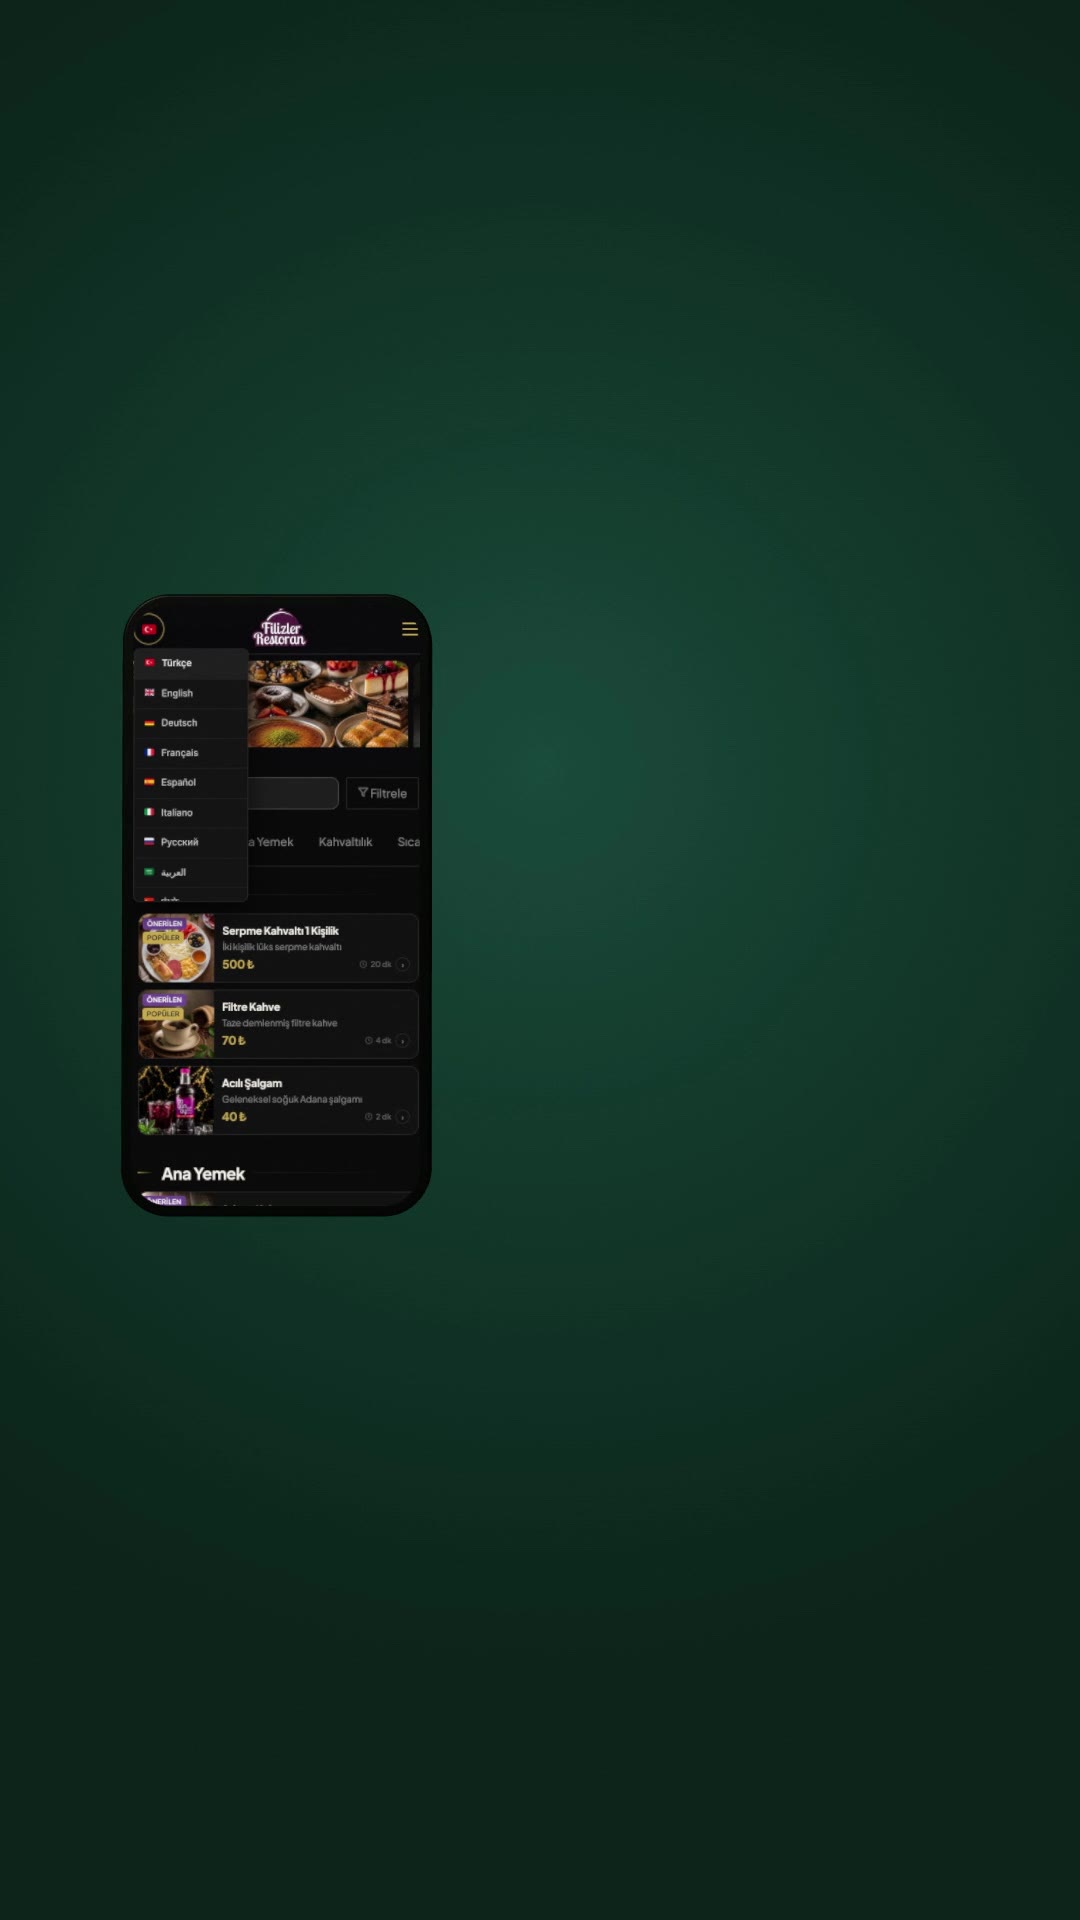 Filizler
Restoran
Türkçe
English
Deutsch
Français
Español
Italiano
Русский
العربية
Filtrele
a Yemek Kahvaltılık Sıca
ÖNERİLEN
POPÜLER
Serpme Kahvaltı 1 Kişilik
İki kişilik lüks serpme kahvaltı
500 ₺
20 dk
ÖNERİLEN
POPÜLER
Filtre Kahve
Taze demlenmiş filtre kahve
70 ₺
4 dk
Acılı Şalgam
Geleneksel soğuk Adana şalgamı
40 ₺
2 dk
Ana Yemek
ÖNERİLEN